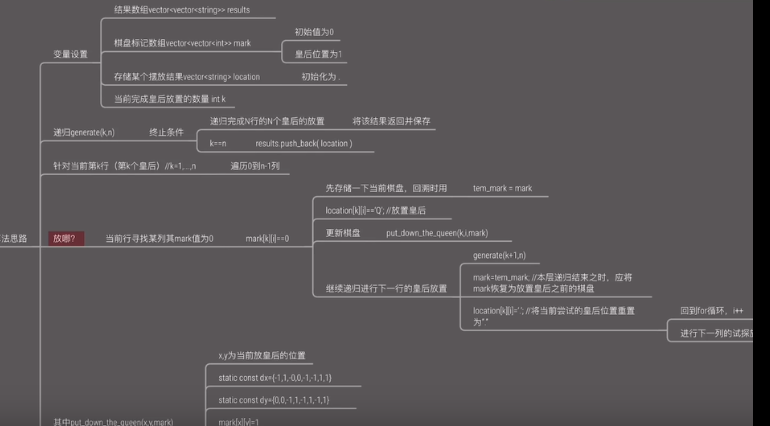 结果数组vector<vector<string>> results
初始值为0
棋盘标记数组vector<vector<int>> mark
皇后位置为1
变量设置
存储某个摆放结果vector<string> location
初始化为 .
当前完成皇后放置的数量 int k
递归generate(k,n)
终止条件
递归完成N行的N个皇后的放置
将该结果返回并保存
k==n
results.push_back( location )
针对当前第k行（第k个皇后）//k=1,...,n
遍历0到n-1列
先存储一下当前棋盘，回溯时用
tem_mark = mark
location[k][i]=='Q'; //放置皇后
法思路
放哪?
当前行寻找某列其mark值为0
mark[k][i]==0
更新棋盘
put_down_the_queen(k,i,mark)
generate(k+1,n)
继续递归进行下一行的皇后放置
mark=tem_mark; //本层递归结束之时，应将
mark恢复为放置皇后之前的棋盘
location[k][i]='.'; //将当前尝试的皇后位置重置
为"."
回到for循环，i++
进行下一列的试探
x,y为当前放皇后的位置
static const dx={-1,1,-0,0,-1,-1,1,1}
static const dy={0,0,-1,1,-1,1,-1,1}
其中put_down_the_queen(x,y,mark)
mark[x][y]=1